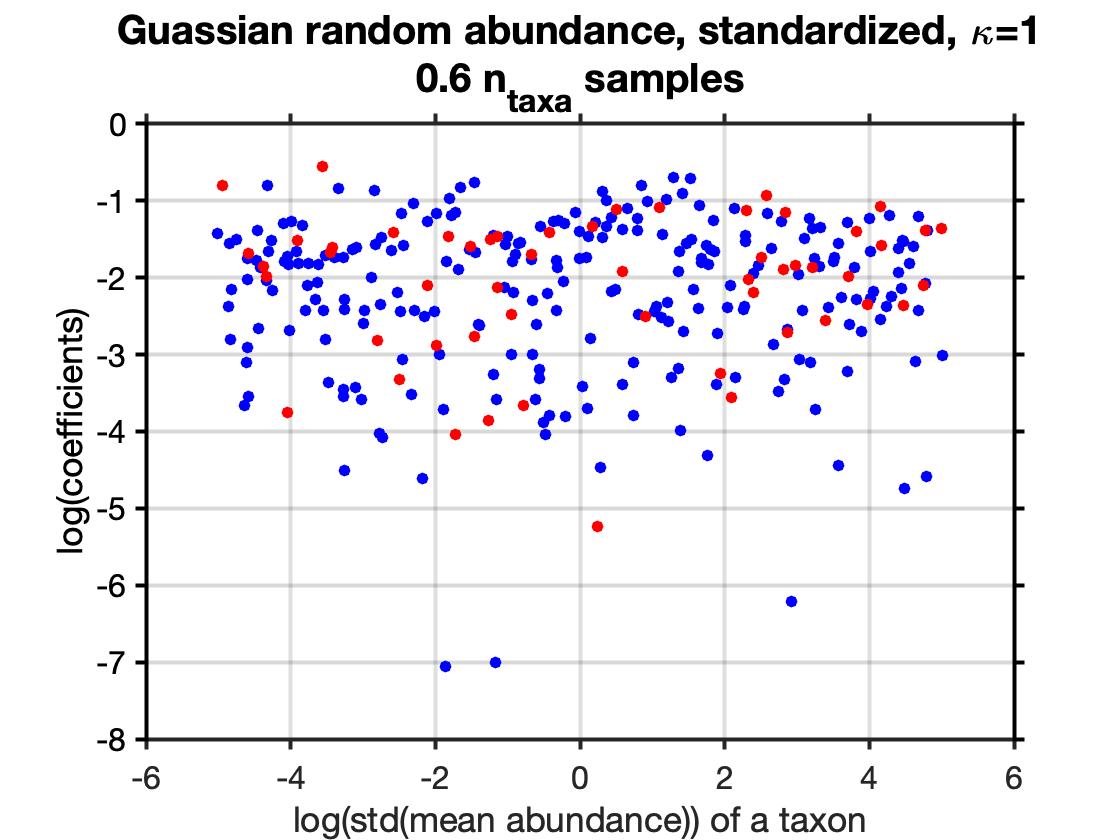 Guassian random abundance, standardized, κ=1
0.6 n_taxa samples
0
-1
-2
-3
-4
-5
-6
-7
-8
log(coefficients)
-6 -4 -2 0 2 4 6
log(std(mean abundance)) of a taxon